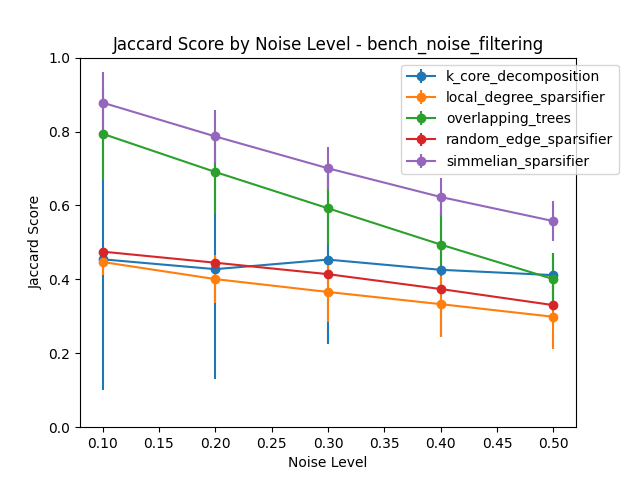 Jaccard Score by Noise Level - bench_noise_filtering
k_core_decomposition
local_degree_sparsifier
overlapping_trees
random_edge_sparsifier
simmelian_sparsifier
Jaccard Score
1.0
0.8
0.6
0.4
0.2
0.0
0.10 0.15 0.20 0.25 0.30 0.35 0.40 0.45 0.50
Noise Level